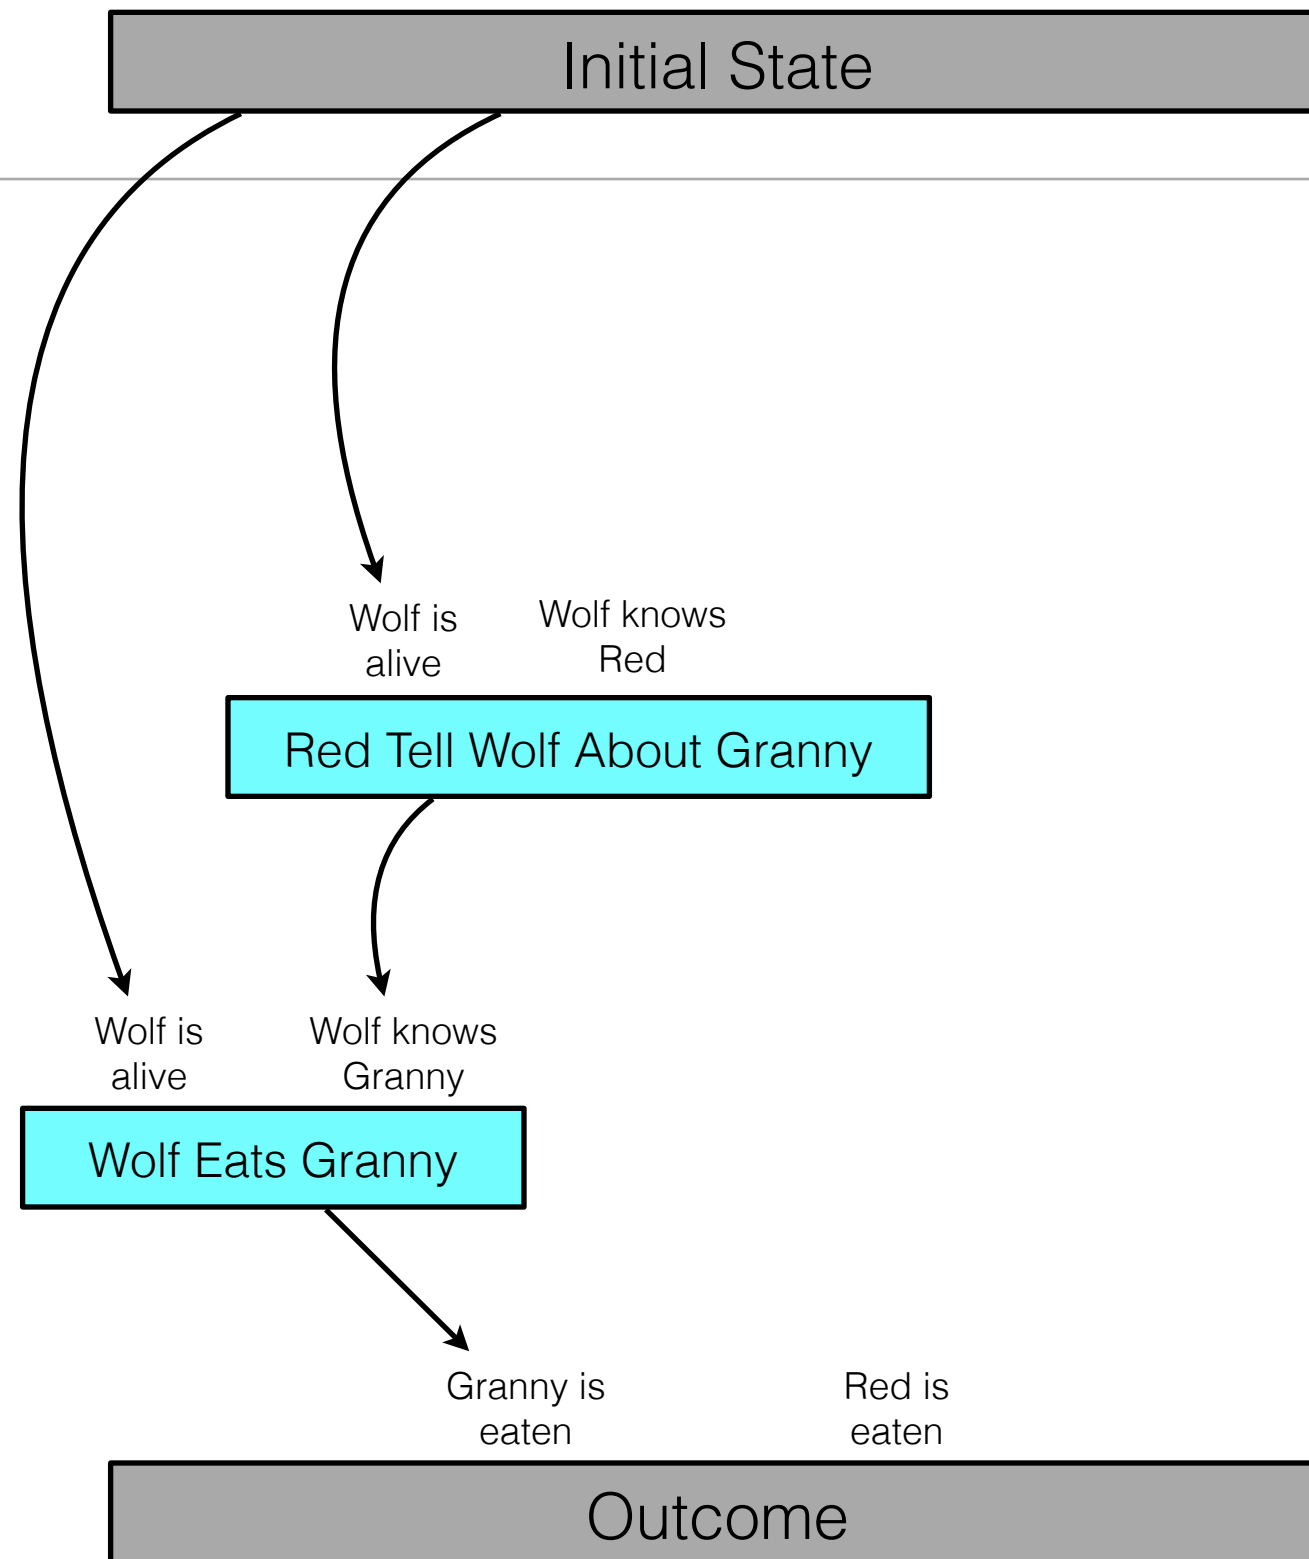 Initial State
Wolf is
alive
Wolf knows
Red
Red Tell Wolf About Granny
Wolf is
alive
Wolf knows
Granny
Wolf Eats Granny
Granny is
eaten
Red is
eaten
Outcome